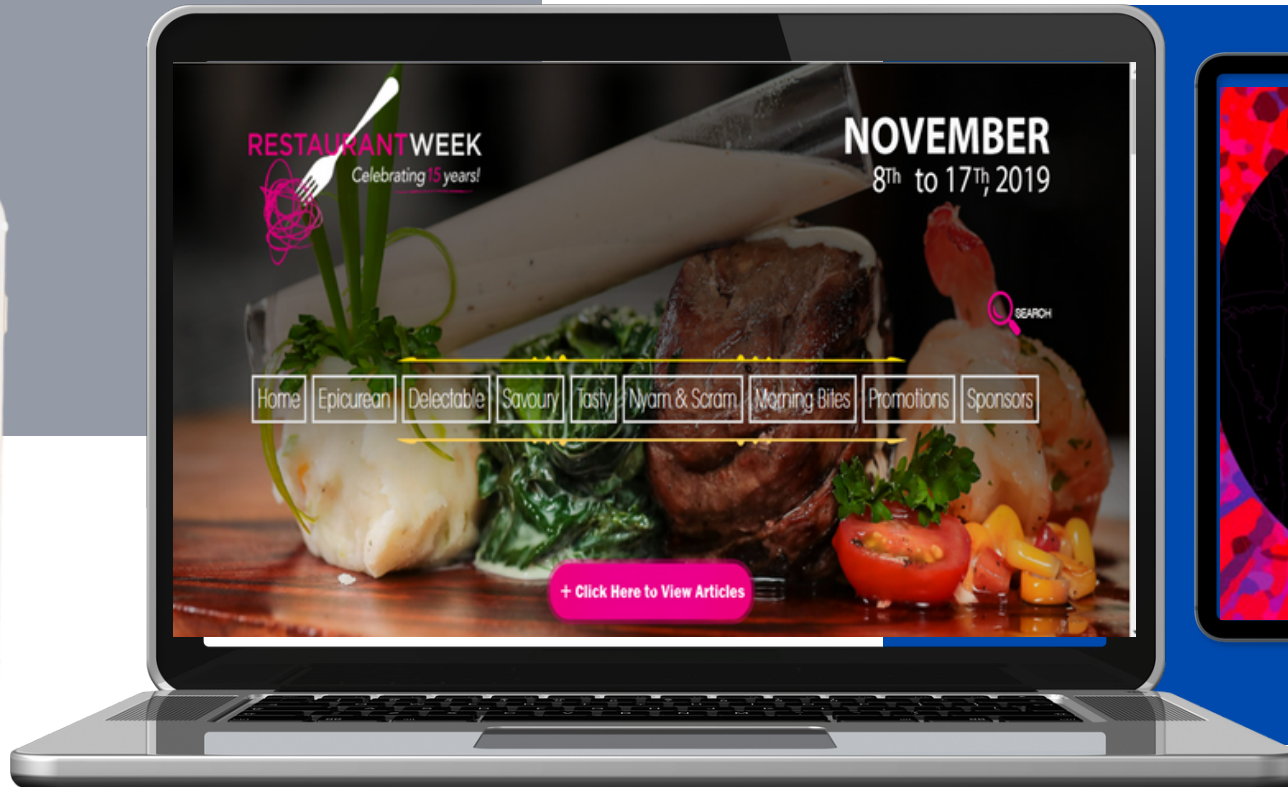 RESTAURANTWEEK
Celebrating 15 years!
NOVEMBER
8Th to 17Th, 2019
SEARCH
Home Epicurean Delectable Savoury Tasty Nyam & Scram Morning Bites Promotions Sponsors
+ Click Here to View Articles